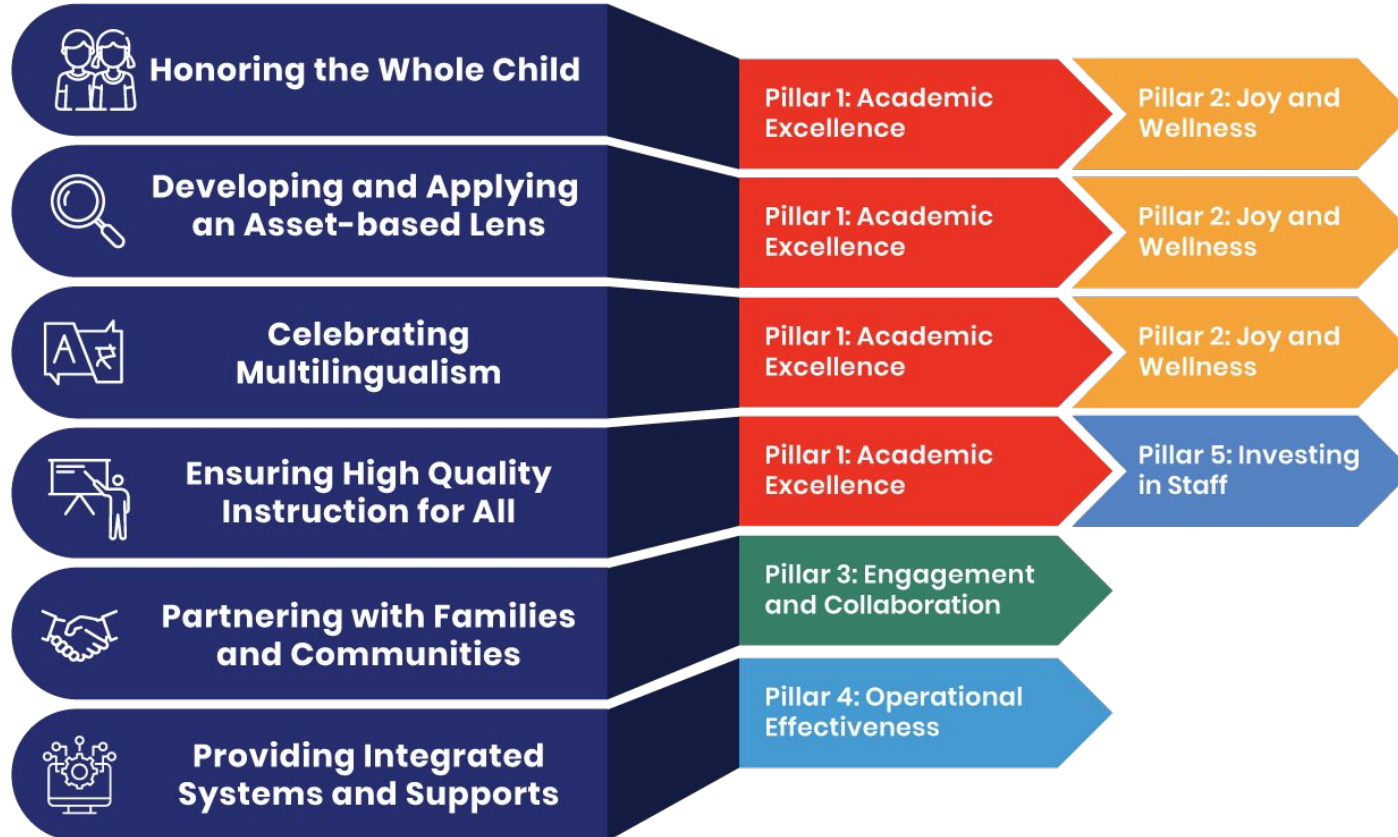 Honoring the Whole Child
Pillar 1: Academic
Excellence
Pillar 2: Joy and
Wellness
Developing and Applying
an Asset-based Lens
Pillar 1: Academic
Excellence
Pillar 2: Joy and
Wellness
Celebrating
Multilingualism
Pillar 1: Academic
Excellence
Pillar 2: Joy and
Wellness
Ensuring High Quality
Instruction for All
Pillar 1: Academic
Excellence
Pillar 5: Investing
in Staff
Partnering with Families
and Communities
Pillar 3: Engagement
and Collaboration
Providing Integrated
Systems and Supports
Pillar 4: Operational
Effectiveness